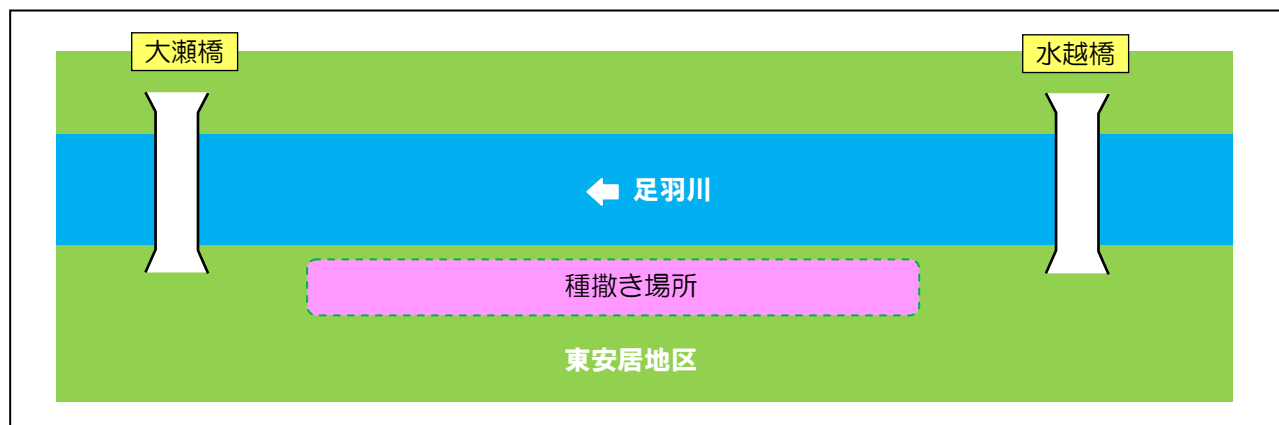 大瀬橋
水越橋
足羽川
種撒き場所
東安居地区